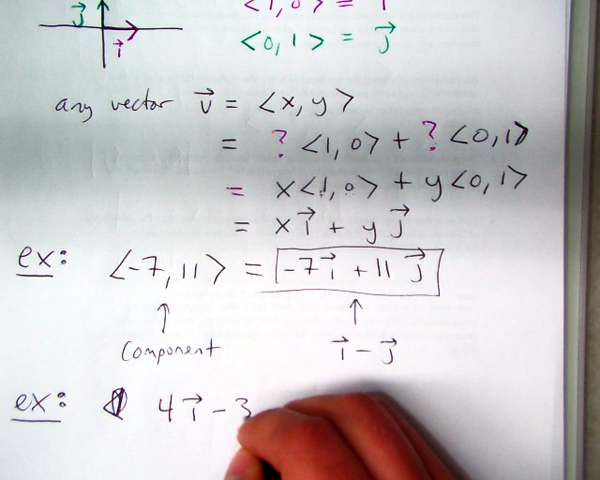 j⃗ <1, 0> = i⃗
i⃗ <0, 1> = j⃗
any vector v⃗ = <x, y>
= ? <1, 0> + ? <0, 1>
= x<1, 0> + y<0, 1>
= x i⃗ + y j⃗
ex: <-7, 11> = -7 i⃗ + 11 j⃗
↑ ↑
Component i⃗ - j⃗
ex: 4 i⃗ - 3